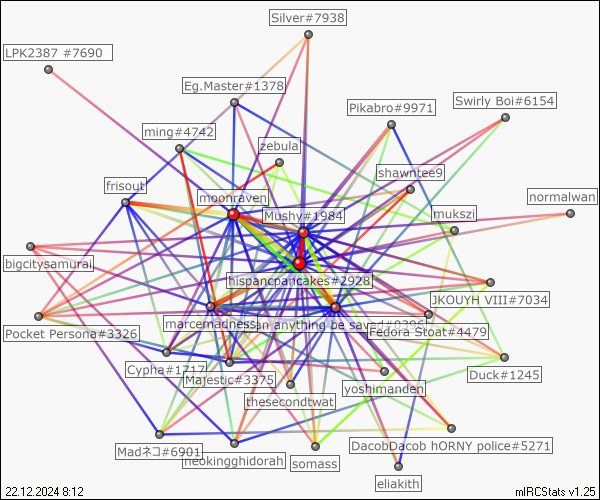 Silver#7938
LPK2387 #7690
Eg.Master#1378
Swirly Boi#6154
Pikabro#9971
ming#4742
zebula
shawntee9
frisout
moonraven
normalwan
Mushy#1984
mukszi
bigcitysamurai
hispancpancakes#2928
JKOUYH VIII#7034
Pocket Persona#3326
marcemadness
an anything be saved
Fedora Stoat#4479
Cypha#1717
Majestic#3375
Duck#1245
yoshimanden
thesecondtwat
DacobDacob hORNY police#5271
Madネコ#6901
neokingghidorah
somass
eliakith
22.12.2024 8:12
mIRCStats v1.25